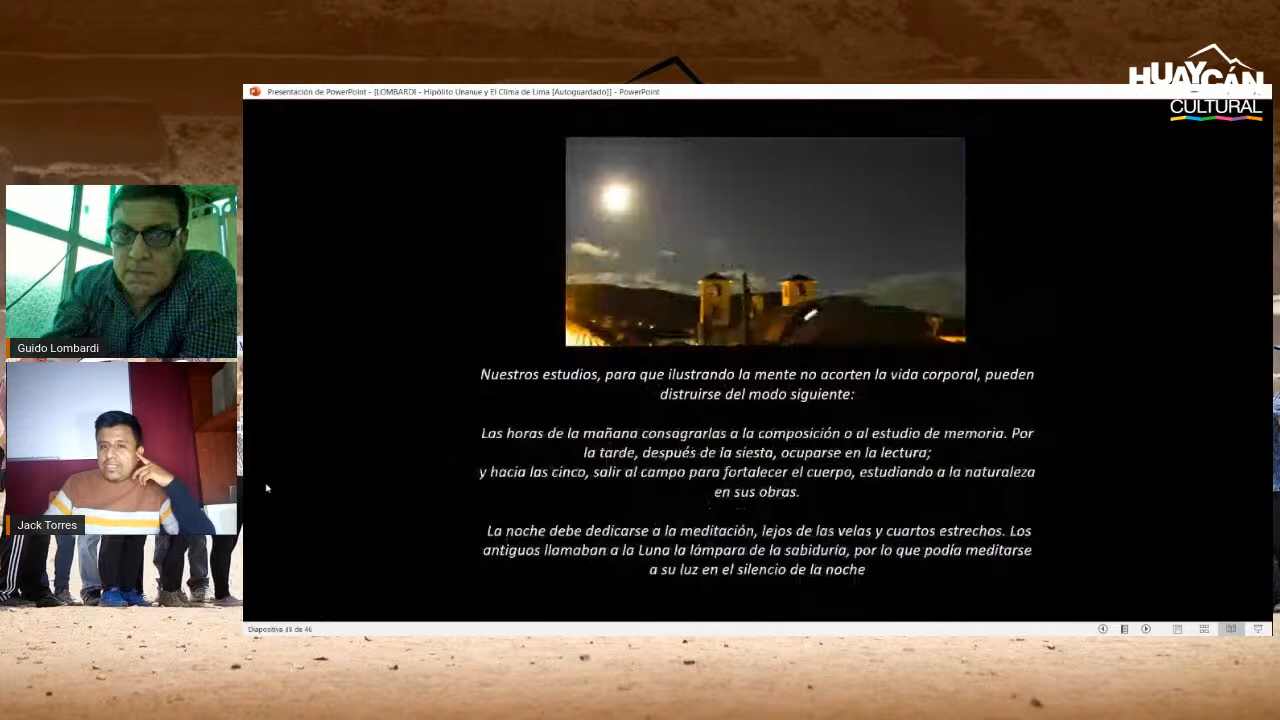 HUAYCÁN
CULTURAL
Presentación de PowerPoint - [LOMBARDI - Hipólito Unanue y El Clima de Lima [Autoguardado]] - PowerPoint
Guido Lombardi
Jack Torres
Nuestros estudios, para que ilustrando la mente no acorten la vida corporal, pueden
distruirse del modo siguiente:
Las horas de la mañana consagrarlas a la composición o al estudio de memoria. Por
la tarde, después de la siesta, ocuparse en la lectura;
y hacia las cinco, salir al campo para fortalecer el cuerpo, estudiando a la naturaleza
en sus obras.
La noche debe dedicarse a la meditación, lejos de las velas y cuartos estrechos. Los
antiguos llamaban a la Luna la lámpara de la sabiduría, por lo que podía meditarse
a su luz en el silencio de la noche
Diapositiva de 46